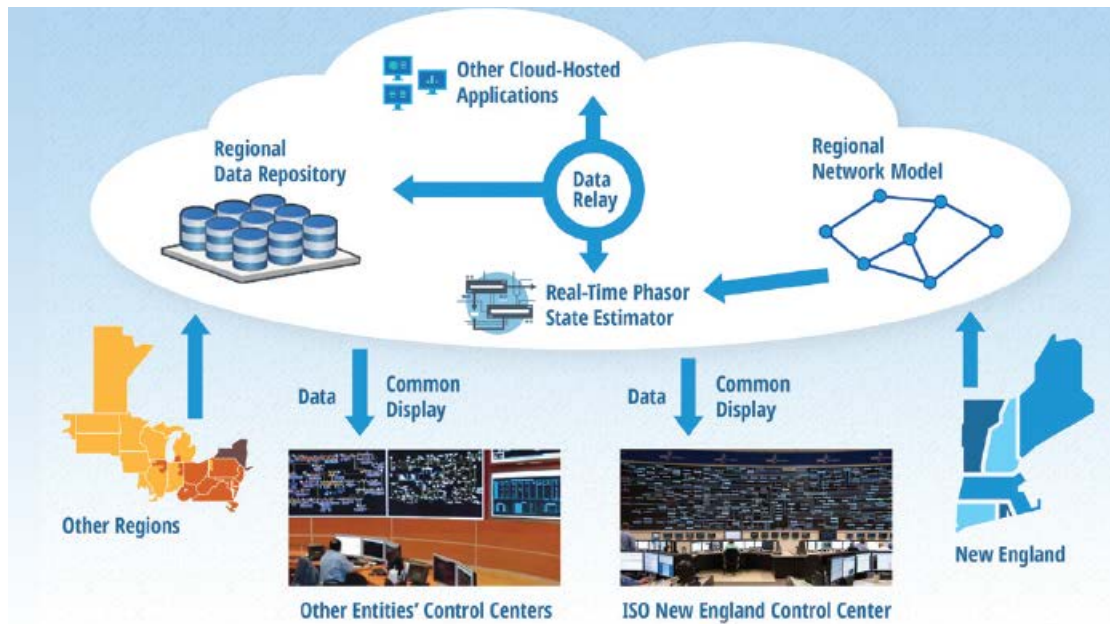 Other Cloud-Hosted
Applications
Regional
Data Repository
Data
Relay
Regional
Network Model
Real-Time Phasor
State Estimator
Data
Common
Display
Data
Common
Display
Other Regions
New England
Other Entities’ Control Centers
ISO New England Control Center